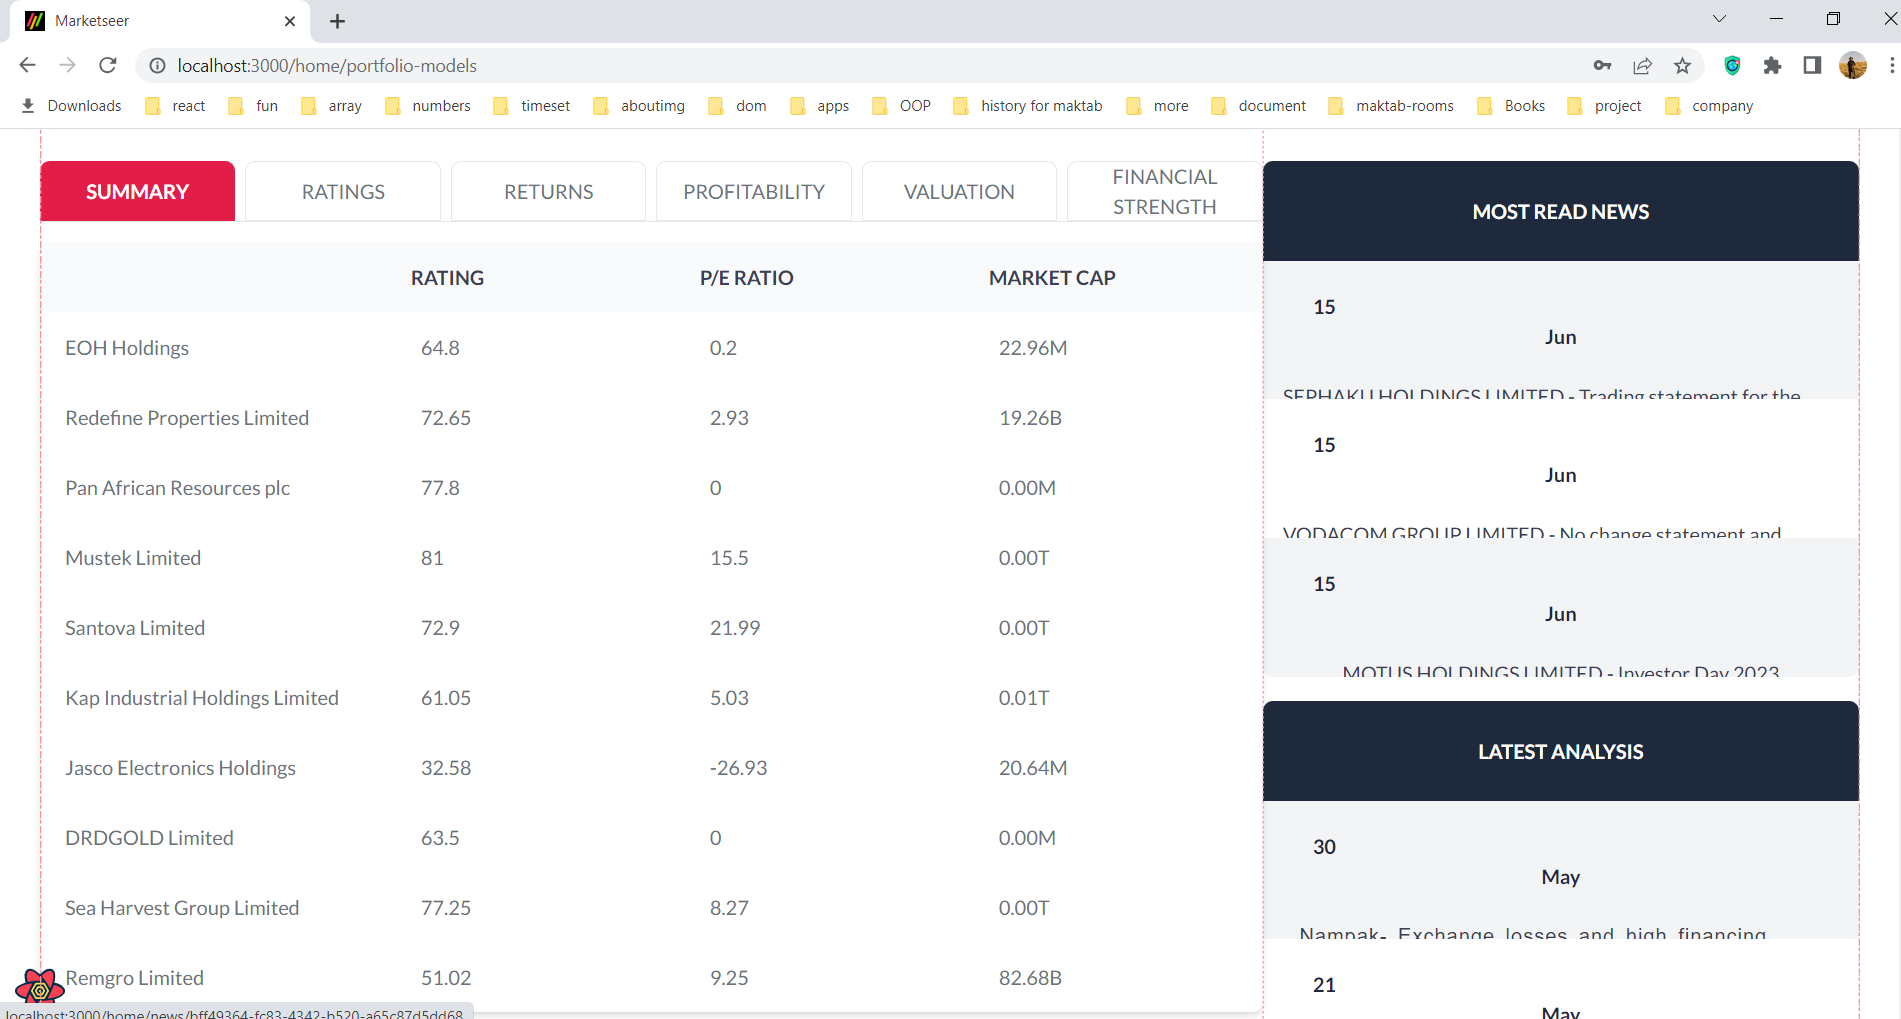 Marketseer
localhost:3000/home/portfolio-models
Downloads react fun array numbers timeset aboutimg dom apps OOP history for maktab more document maktab-rooms Books project company
SUMMARY RATINGS RETURNS PROFITABILITY VALUATION FINANCIAL
STRENGTH
RATING P/E RATIO MARKET CAP
EOH Holdings 64.8 0.2 22.96M
Redefine Properties Limited 72.65 2.93 19.26B
Pan African Resources plc 77.8 0 0.00M
Mustek Limited 81 15.5 0.00T
Santova Limited 72.9 21.99 0.00T
Kap Industrial Holdings Limited 61.05 5.03 0.01T
Jasco Electronics Holdings 32.58 -26.93 20.64M
DRDGOLD Limited 63.5 0 0.00M
Sea Harvest Group Limited 77.25 8.27 0.00T
Remgro Limited 51.02 9.25 82.68B
MOST READ NEWS
15
Jun
SEPHAKU HOLDINGS LIMITED - Trading statement for the
15
Jun
VODACOM GROUP LIMITED - No change statement and
15
Jun
MOTUS HOLDINGS LIMITED - Investor Day 2023
LATEST ANALYSIS
30
May
Nampak- Exchange losses and high financing
21
May
localhost:3000/home/news/bff49364-fc83-4342-b520-a65c87d5dd68